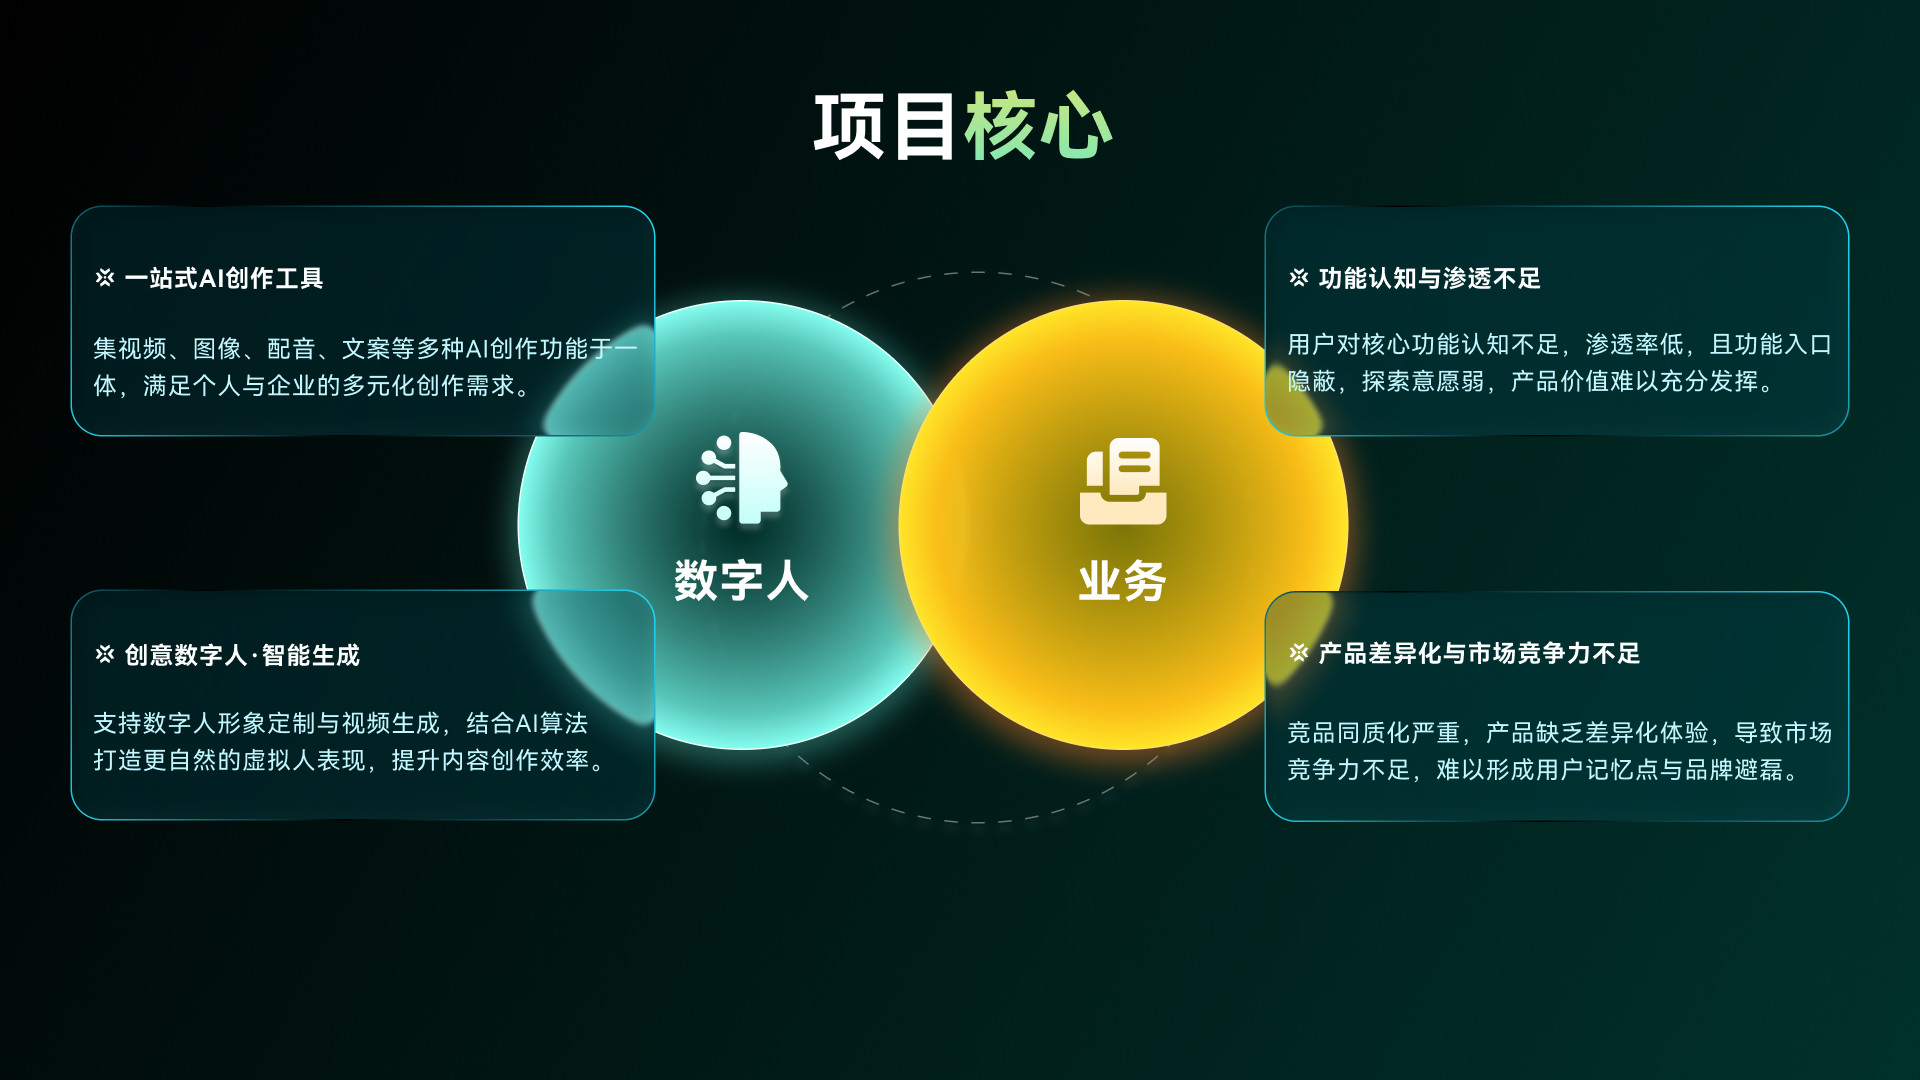 项目核心
※ 一站式AI创作工具
集视频、图像、配音、文案等多种AI创作功能于一
体，满足个人与企业的多元化创作需求。
※ 功能认知与渗透不足
用户对核心功能认知不足，渗透率低，且功能入口
隐蔽，探索意愿弱，产品价值难以充分发挥。
数字人
业务
※ 创意数字人·智能生成
支持数字人形象定制与视频生成，结合AI算法
打造更自然的虚拟人表现，提升内容创作效率。
※ 产品差异化与市场竞争力不足
竞品同质化严重，产品缺乏差异化体验，导致市场
竞争力不足，难以形成用户记忆点与品牌避磊。